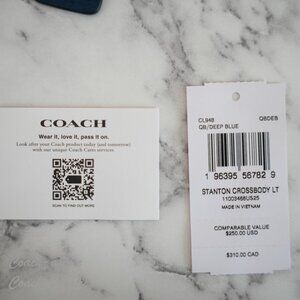 COACH
Wear it, love it, pass it on.
Look after your Coach product today (and tomorrow)
with our unique Coach Cares services.
SCAN TO FIND OUT MORE
CL948 QBDEB
QB/DEEP BLUE
1 96395 56782 9
STANTON CROSSBODY LT
MADE IN VIETNAM
COMPARABLE VALUE
$250.00 USD
$310.00 CAD